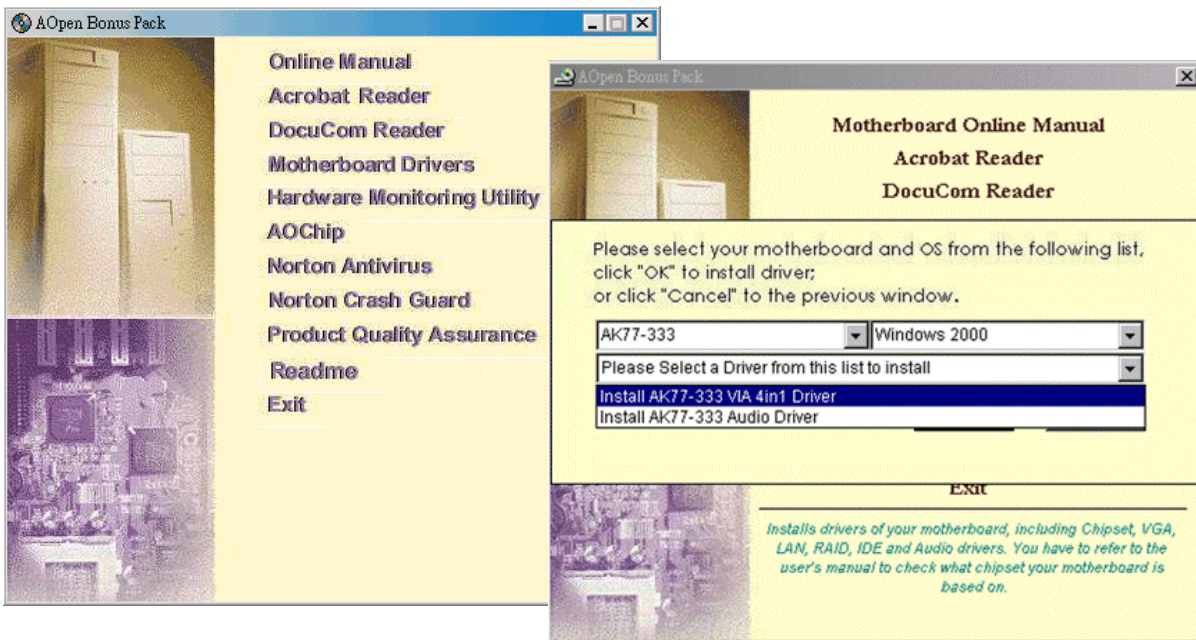 AOpen Bonus Pack
Online Manual
Acrobat Reader
DocuCom Reader
Motherboard Drivers
Hardware Monitoring Utility
AOChip
Norton Antivirus
Norton Crash Guard
Product Quality Assurance
Readme
Exit
AOpen Bonus Pack
Motherboard Online Manual
Acrobat Reader
DocuCom Reader
Please select your motherboard and OS from the following list,
click "OK" to install driver;
or click "Cancel" to the previous window.
AK77-333 Windows 2000
Please Select a Driver from this list to install
Install AK77-333 VIA 4in1 Driver
Install AK77-333 Audio Driver
Exit
Installs drivers of your motherboard, including Chipset, VGA,
LAN, RAID, IDE and Audio drivers. You have to refer to the
user's manual to check what chipset your motherboard is
based on.